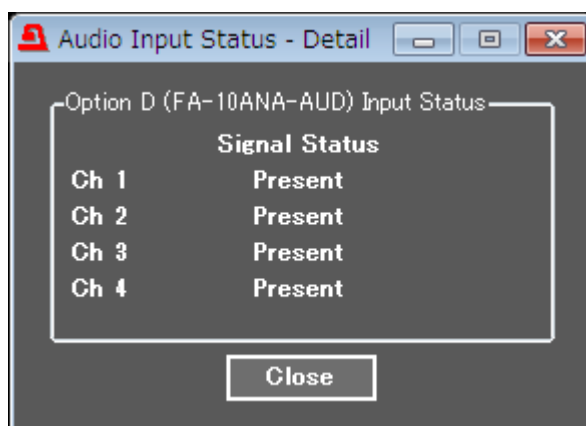 Audio Input Status - Detail
Option D (FA-10ANA-AUD) Input Status
Signal Status
Ch 1 Present
Ch 2 Present
Ch 3 Present
Ch 4 Present
Close